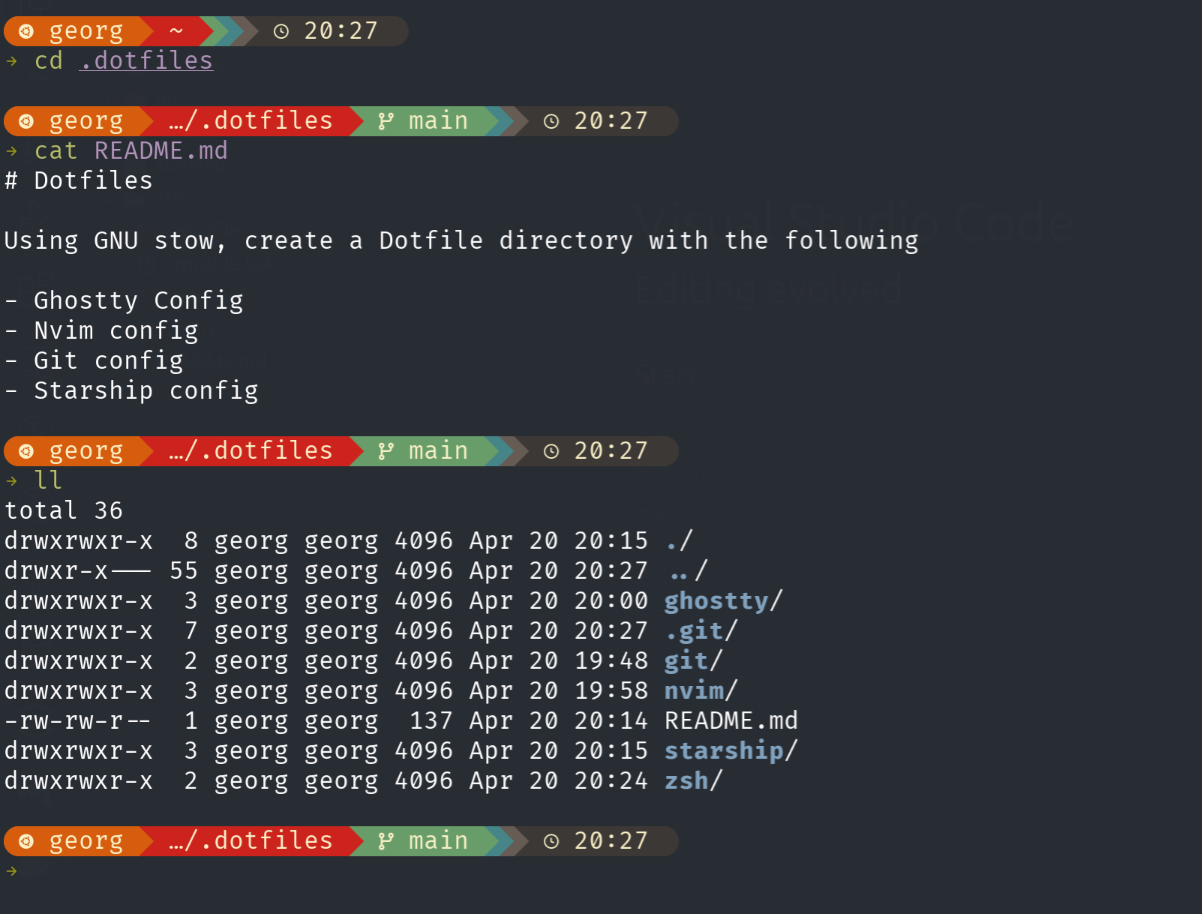 georg ~ 20:27
→ cd .dotfiles
georg …/.dotfiles main 20:27
→ cat README.md
# Dotfiles
Using GNU stow, create a Dotfile directory with the following
- Ghostty Config
- Nvim config
- Git config
- Starship config
georg …/.dotfiles main 20:27
→ ll
total 36
drwxrwxr-x 8 georg georg 4096 Apr 20 20:15 ./
drwxr-x--- 55 georg georg 4096 Apr 20 20:27 ../
drwxrwxr-x 3 georg georg 4096 Apr 20 20:00 ghostty/
drwxrwxr-x 7 georg georg 4096 Apr 20 20:27 .git/
drwxrwxr-x 2 georg georg 4096 Apr 20 19:48 git/
drwxrwxr-x 3 georg georg 4096 Apr 20 19:58 nvim/
-rw-rw-r-- 1 georg georg 137 Apr 20 20:14 README.md
drwxrwxr-x 3 georg georg 4096 Apr 20 20:15 starship/
drwxrwxr-x 2 georg georg 4096 Apr 20 20:24 zsh/
georg …/.dotfiles main 20:27
→
Visual Studio Code
Editing evolved
Start